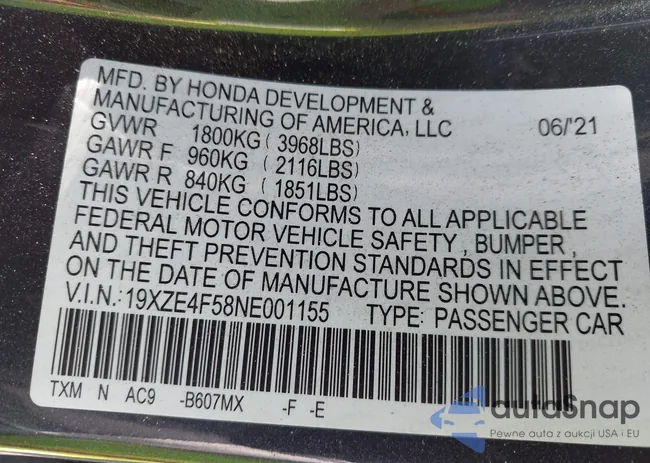 MFD. BY HONDA DEVELOPMENT &
MANUFACTURING OF AMERICA, LLC 06/'21
GVWR 1800KG ( 3968LBS)
GAWR F 960KG ( 2116LBS)
GAWR R 840KG ( 1851LBS)
THIS VEHICLE CONFORMS TO ALL APPLICABLE
FEDERAL MOTOR VEHICLE SAFETY , BUMPER ,
AND THEFT PREVENTION STANDARDS IN EFFECT
ON THE DATE OF MANUFACTURE SHOWN ABOVE.
V.I.N.:19XZE4F58NE001155 TYPE: PASSENGER CAR
TXM N AC9 -B607MX -F -E
autoSnap
Pewne auta z aukcji USA i EU